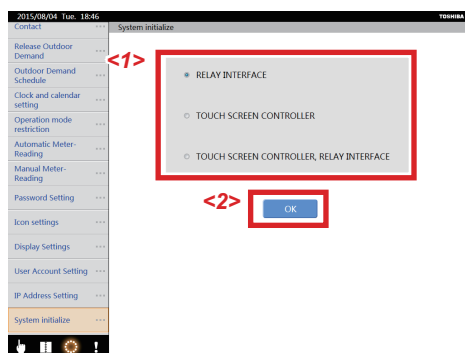 2015/08/04 Tue. 18:46
TOSHIBA
Contact ...
System initialize
Release Outdoor
Demand ...
<1>
Outdoor Demand
Schedule ...
RELAY INTERFACE
Clock and calendar
setting ...
TOUCH SCREEN CONTROLLER
Operation mode
restriction ...
Automatic Meter-
Reading ...
TOUCH SCREEN CONTROLLER, RELAY INTERFACE
Manual Meter-
Reading ...
Password Setting ...
<2>
OK
Icon settings ...
Display Settings ...
User Account Setting ...
IP Address Setting ...
System initialize ...